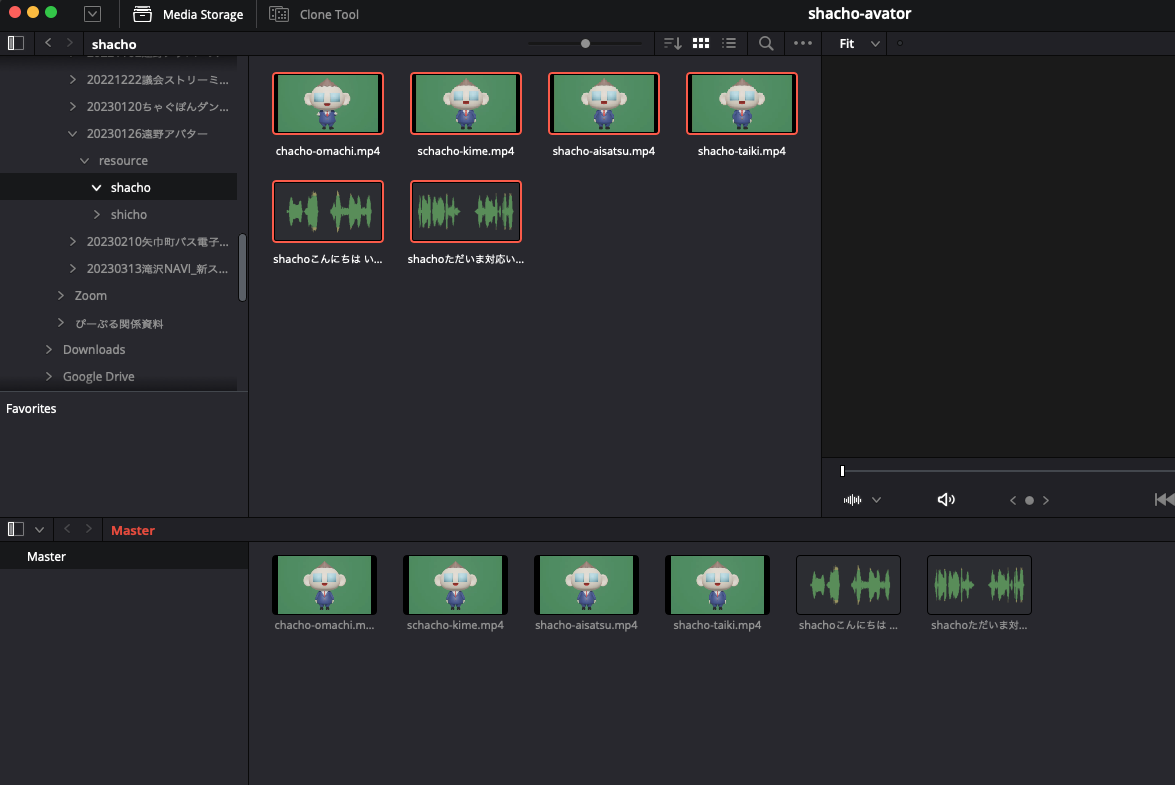 Media Storage
Clone Tool
shacho-avator
shacho
Fit
20221222議会ストリーミ...
20230120ちゃぐぽんダン...
20230126遠野アバター
resource
shacho
shicho
20230210矢巾町バス電子...
20230313滝沢NAVI_新ス...
Zoom
ぴーぷる関係資料
Downloads
Google Drive
Favorites
chacho-omachi.mp4
schacho-kime.mp4
shacho-aisatsu.mp4
shacho-taiki.mp4
shachoこんにちは い...
shachoただいま対応い...
Master
Master
chacho-omachi.m...
schacho-kime.mp4
shacho-aisatsu.mp4
shacho-taiki.mp4
shachoこんにちは ...
shachoただいま対...